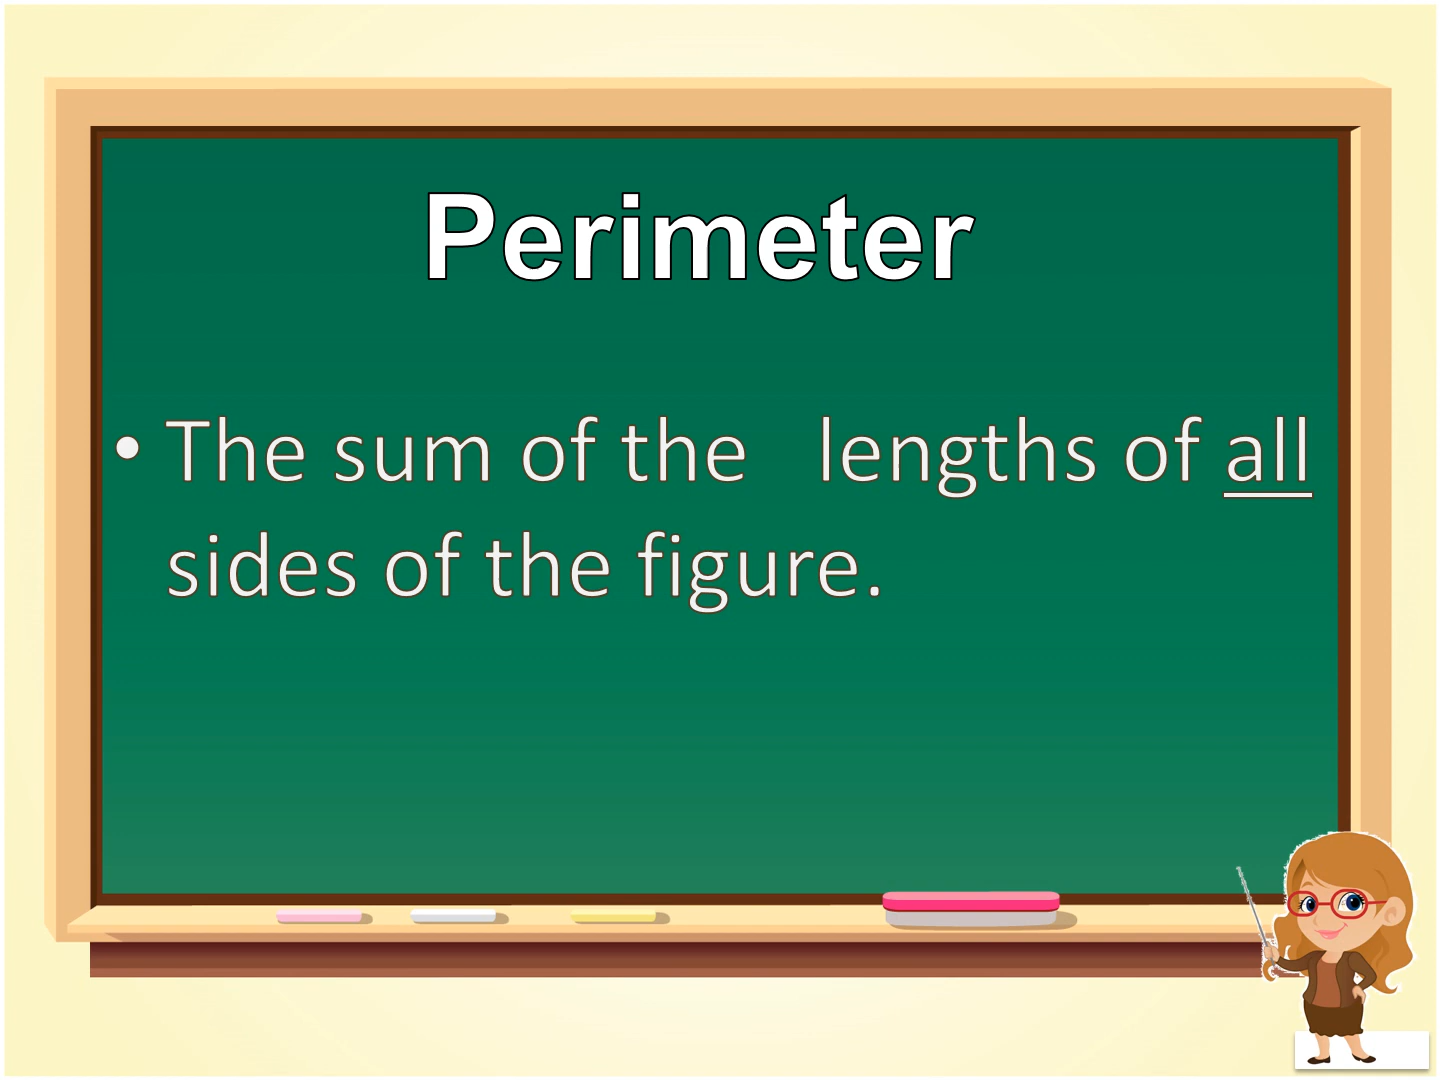 Perimeter
• The sum of the lengths of all
sides of the figure.